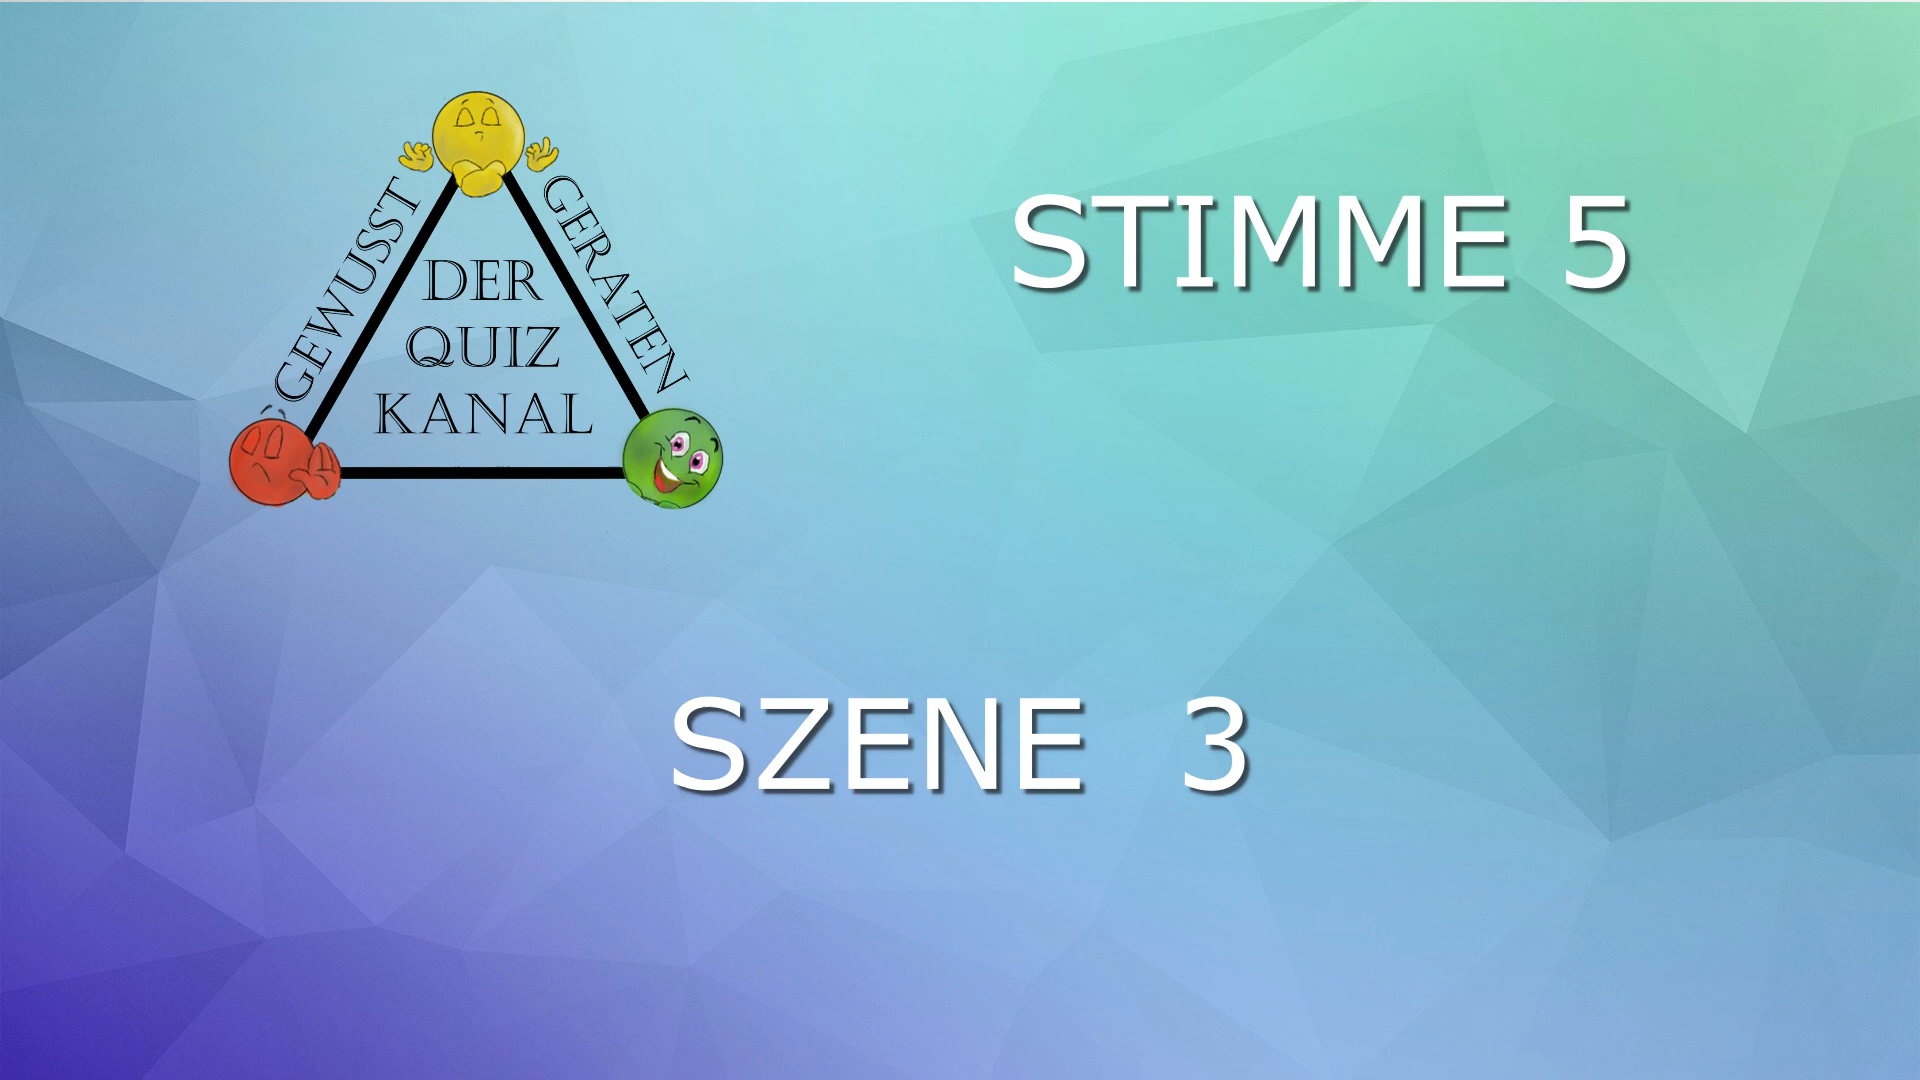 GEWUSST
GERATEN
DER
QUIZ
KANAL
STIMME 5
SZENE 3